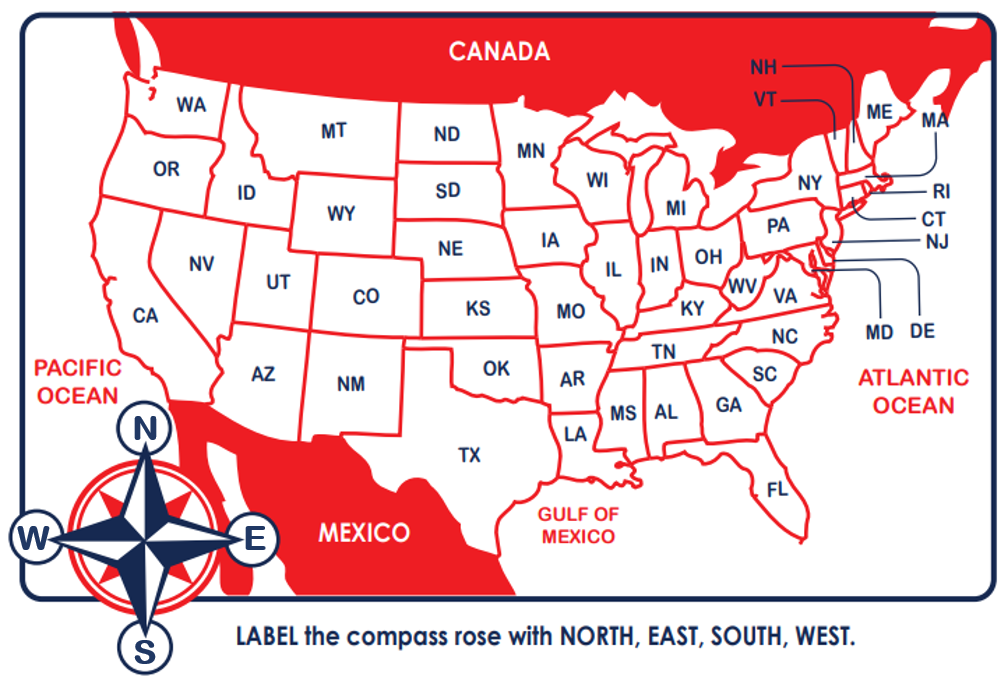 CANADA
NH
VT
ME
MA
WA
MT
ND
MN
OR
ID
SD
WI
MI
NY
RI
WY
CT
PA
NJ
NV
NE
IA
OH
UT
IL
IN
WV
CO
VA
KS
MO
KY
CA
MD
DE
NC
TN
AZ
NM
OK
AR
SC
PACIFIC
OCEAN
ATLANTIC
OCEAN
MS
AL
GA
LA
TX
FL
GULF OF
MEXICO
MEXICO
N
W
E
S
LABEL the compass rose with NORTH, EAST, SOUTH, WEST.